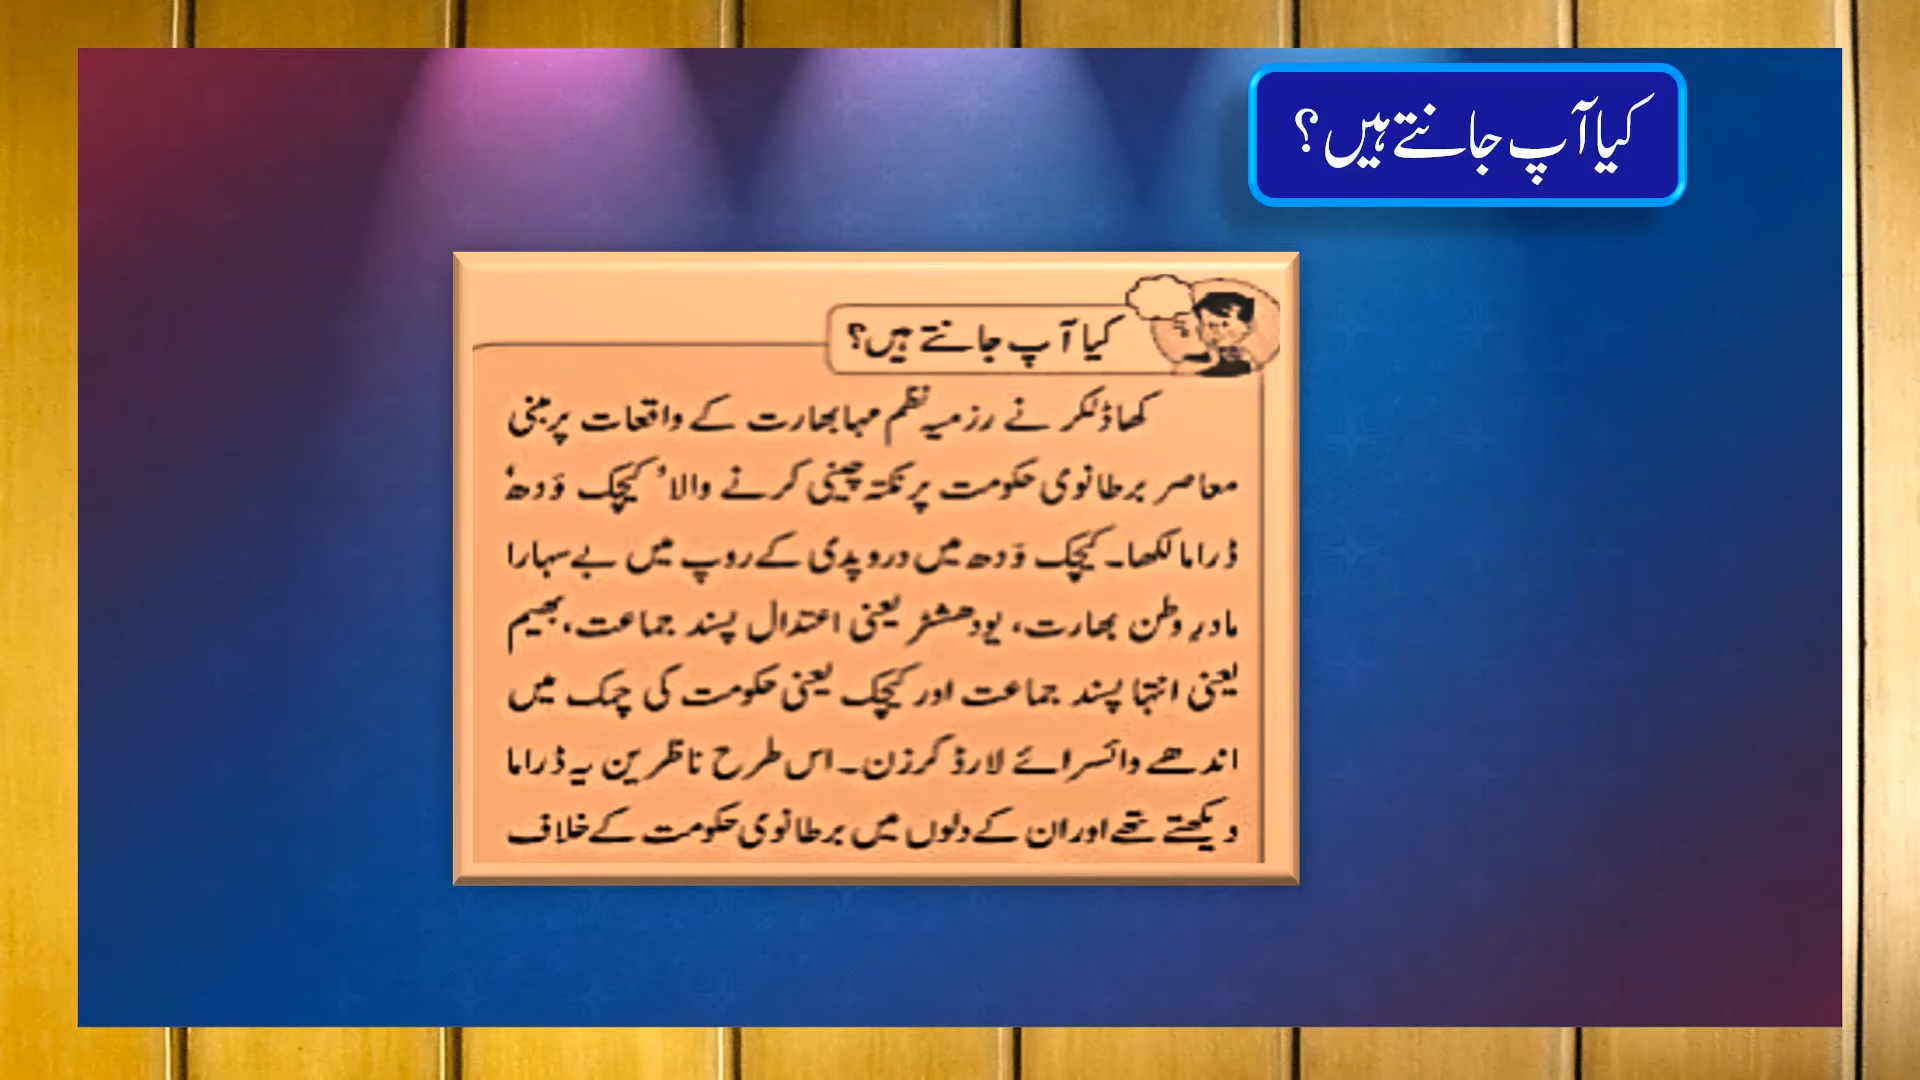 کیا آپ جانتے ہیں؟
کیا آپ جانتے ہیں؟
کھاڈلکر نے رزمیہ نظم مہابھارت کے واقعات پر مبنی
معاصر برطانوی حکومت پر نکتہ چینی کرنے والا ’کیچک وَدھ‘
ڈراما لکھا۔ کیچک وَدھ میں دروپدی کے روپ میں بے سہارا
مادرِ وطن بھارت، یودھشٹر یعنی اعتدال پسند جماعت، بھیم
یعنی انتہا پسند جماعت اور کیچک یعنی حکومت کی چمک میں
اندھے وائسرائے لارڈ کرزن۔ اس طرح ناظرین یہ ڈراما
دیکھتے تھے اور ان کے دلوں میں برطانوی حکومت کے خلاف